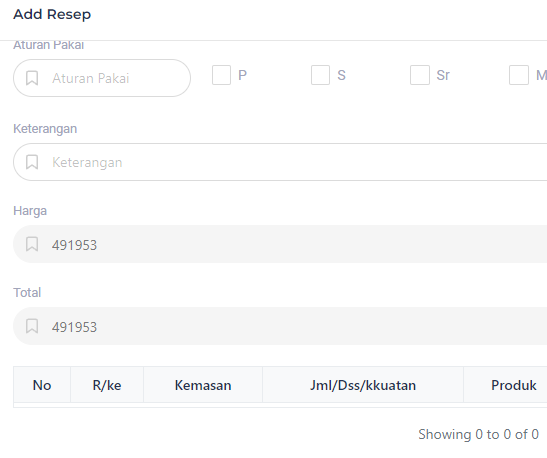 Add Resep
Aturan Pakai
Aturan Pakai P S Sr M
Keterangan
Keterangan
Harga
491953
Total
491953
No R/ke Kemasan Jml/Dss/kkuatan Produk
Showing 0 to 0 of 0